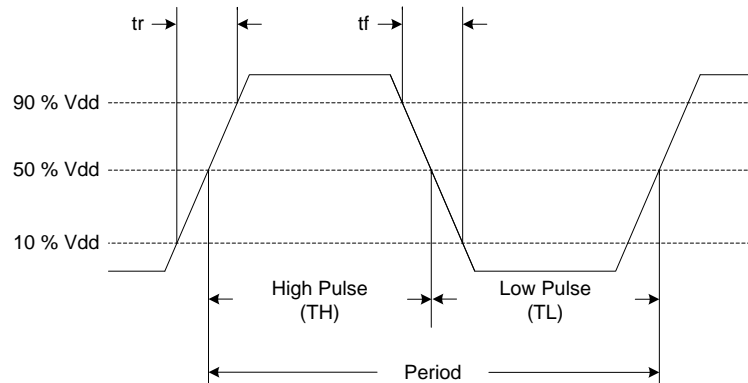 tr
tf
90 % Vdd
50 % Vdd
10 % Vdd
High Pulse
(TH)
Low Pulse
(TL)
Period